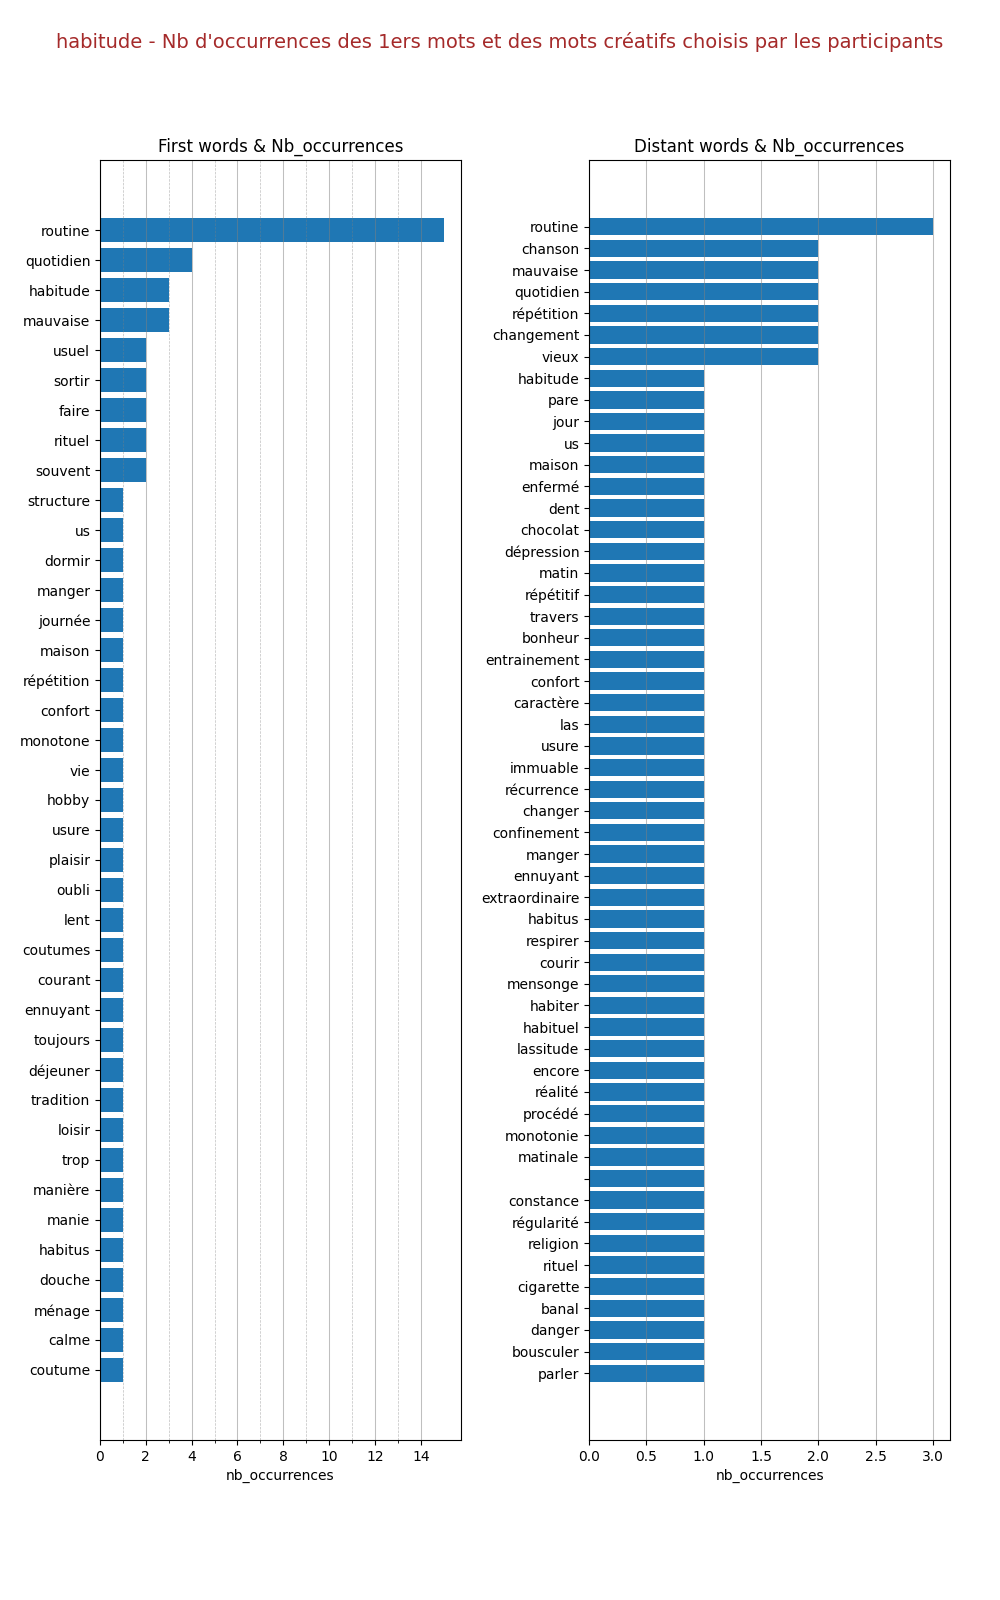 habitude - Nb d'occurrences des 1ers mots et des mots créatifs choisis par les participants
First words & Nb_occurrences
routine
quotidien
habitude
mauvaise
usuel
sortir
faire
rituel
souvent
structure
us
dormir
manger
journée
maison
répétition
confort
monotone
vie
hobby
usure
plaisir
oubli
lent
coutumes
courant
ennuyant
toujours
déjeuner
tradition
loisir
trop
manière
manie
habitus
douche
ménage
calme
coutume
0 2 4 6 8 10 12 14
nb_occurrences
Distant words & Nb_occurrences
routine
chanson
mauvaise
quotidien
répétition
changement
vieux
habitude
pare
jour
us
maison
enfermé
dent
chocolat
dépression
matin
répétitif
travers
bonheur
entrainement
confort
caractère
las
usure
immuable
récurrence
changer
confinement
manger
ennuyant
extraordinaire
habitus
respirer
courir
mensonge
habiter
habituel
lassitude
encore
réalité
procédé
monotonie
matinale
constance
régularité
religion
rituel
cigarette
banal
danger
bousculer
parler
0.0 0.5 1.0 1.5 2.0 2.5 3.0
nb_occurrences